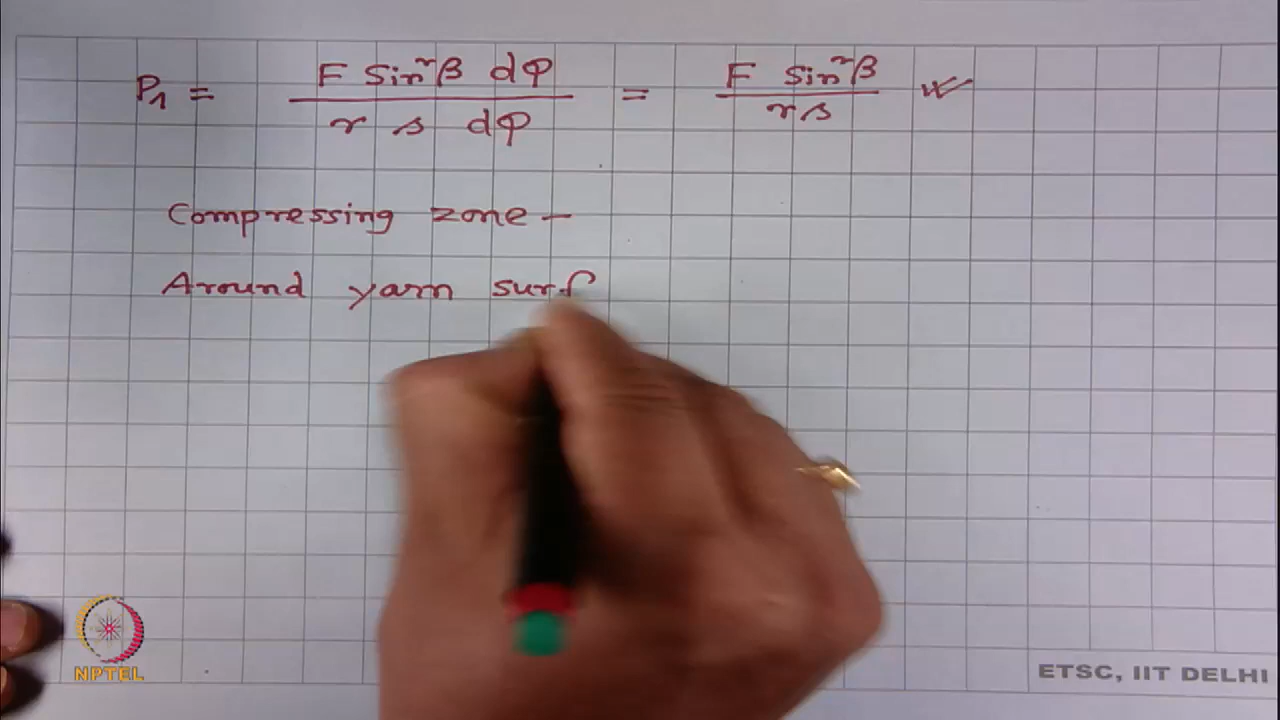 P1 = F Sin²β dφ / r s dφ = F sin²β / r s
Compressing zone –
Around yarn surf
NPTEL
ETSC, IIT DELHI